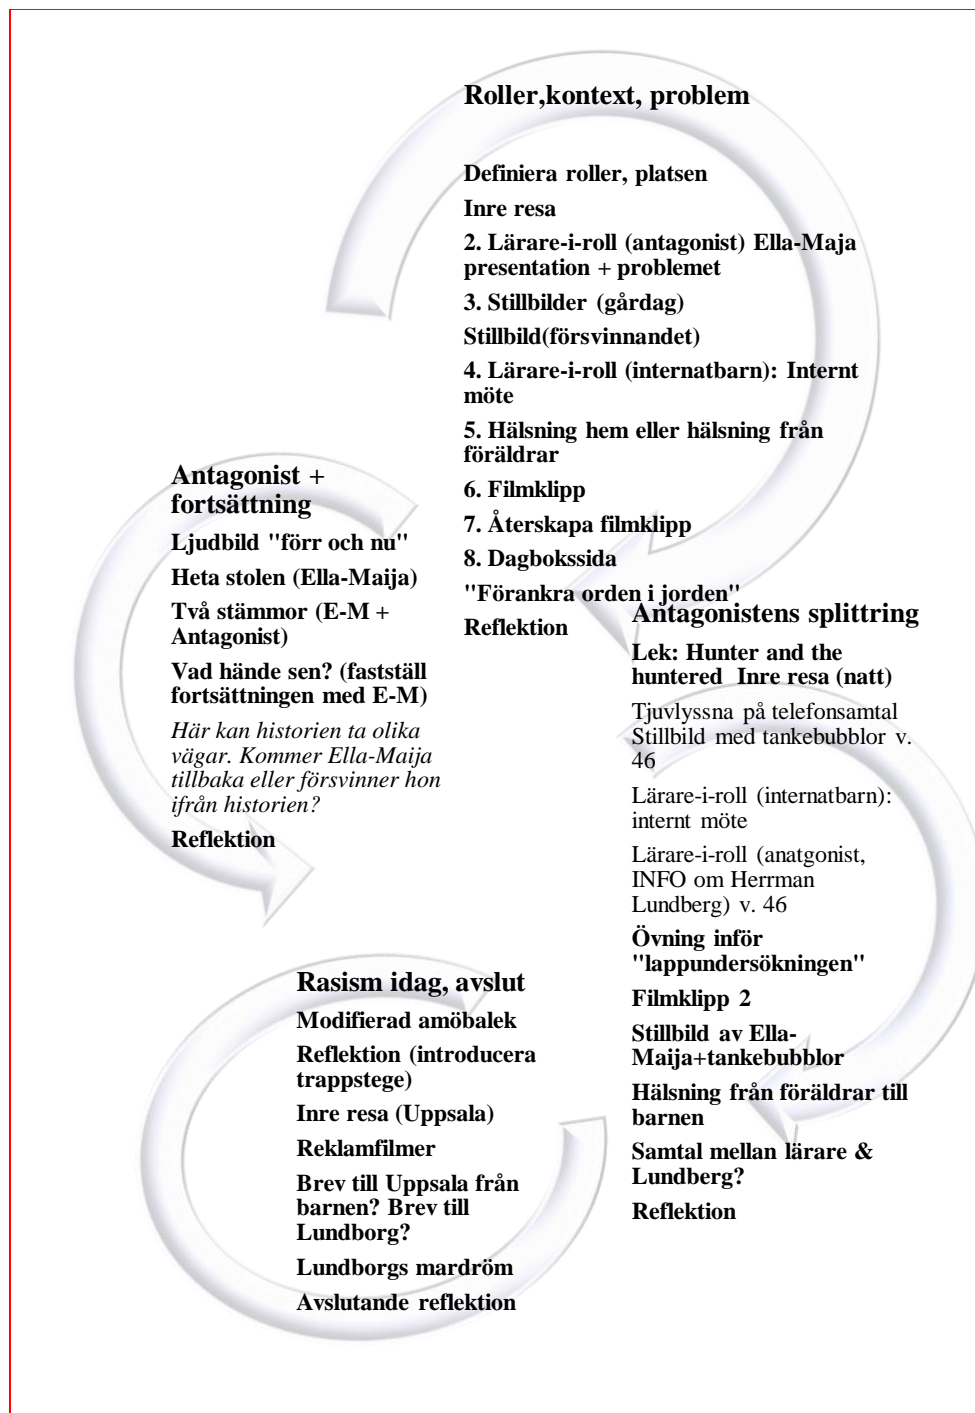 Roller,kontext, problem
Definiera roller, platsen
Inre resa
2. Lärare-i-roll (antagonist) Ella-Maja
presentation + problemet
3. Stillbilder (gårdag)
Stillbild(försvinnandet)
4. Lärare-i-roll (internatbarn): Internt
möte
5. Hälsning hem eller hälsning från
föräldrar
6. Filmklipp
7. Återskapa filmklipp
8. Dagbokssida
"Förankra orden i jorden"
Reflektion
Antagonist +
fortsättning
Ljudbild "förr och nu"
Heta stolen (Ella-Maija)
Två stämmor (E-M +
Antagonist)
Vad hände sen? (fastställ
fortsättningen med E-M)
Här kan historien ta olika
vägar. Kommer Ella-Maija
tillbaka eller försvinner hon
ifrån historien?
Reflektion
Antagonistens splittring
Lek: Hunter and the
huntered  Inre resa (natt)
Tjuvlyssna på telefonsamtal
Stillbild med tankebubblor v.
46
Lärare-i-roll (internatbarn):
internt möte
Lärare-i-roll (anatgonist,
INFO om Herrman
Lundberg) v. 46
Övning inför
"lappundersökningen"
Filmklipp 2
Stillbild av Ella-
Maija+tankebubblor
Hälsning från föräldrar till
barnen
Samtal mellan lärare &
Lundberg?
Reflektion
Rasism idag, avslut
Modifierad amöbalek
Reflektion (introducera
trappstege)
Inre resa (Uppsala)
Reklamfilmer
Brev till Uppsala från
barnen? Brev till
Lundborg?
Lundborgs mardröm
Avslutande reflektion